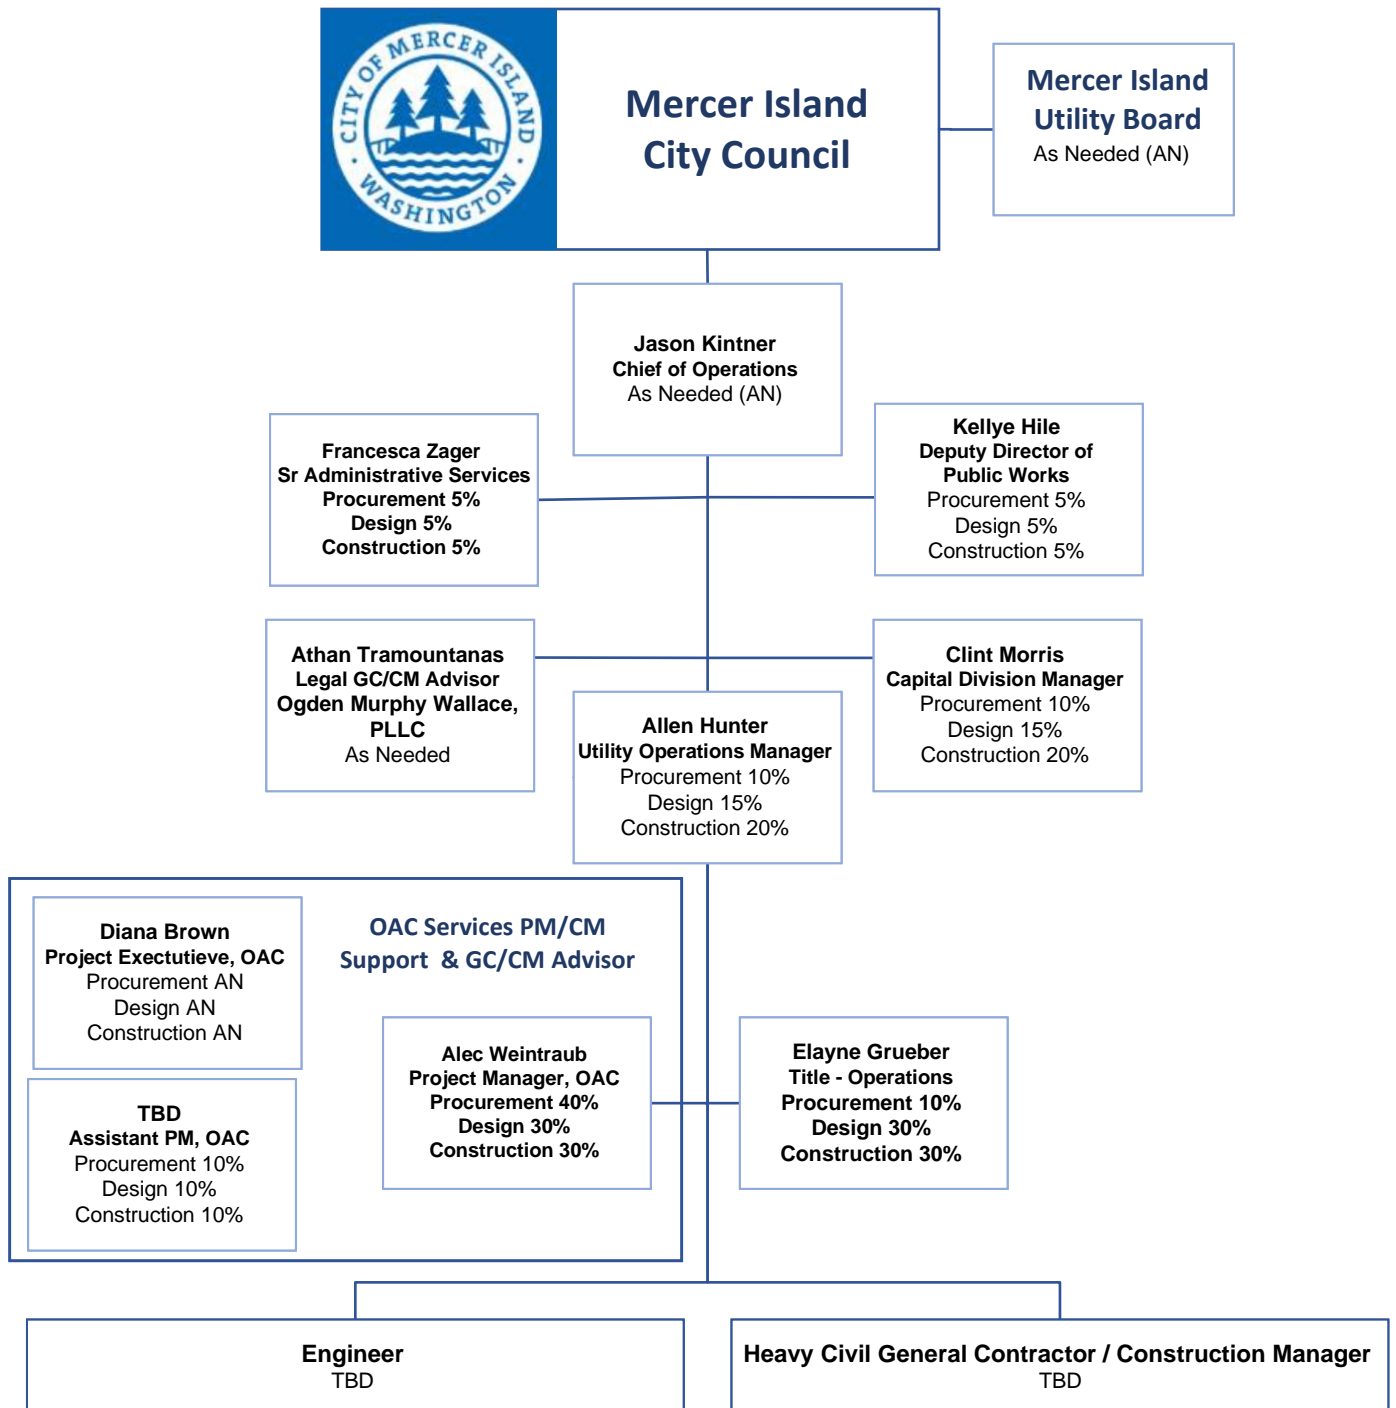 CITY OF MERCER ISLAND
WASHINGTON
Mercer Island
City Council
Mercer Island
Utility Board
As Needed (AN)
Jason Kintner
Chief of Operations
As Needed (AN)
Francesca Zager
Sr Administrative Services
Procurement 5%
Design 5%
Construction 5%
Kellye Hile
Deputy Director of
Public Works
Procurement 5%
Design 5%
Construction 5%
Athan Tramountanas
Legal GC/CM Advisor
Ogden Murphy Wallace,
PLLC
As Needed
Allen Hunter
Utility Operations Manager
Procurement 10%
Design 15%
Construction 20%
Clint Morris
Capital Division Manager
Procurement 10%
Design 15%
Construction 20%
OAC Services PM/CM
Support & GC/CM Advisor
Diana Brown
Project Exectutieve, OAC
Procurement AN
Design AN
Construction AN
TBD
Assistant PM, OAC
Procurement 10%
Design 10%
Construction 10%
Alec Weintraub
Project Manager, OAC
Procurement 40%
Design 30%
Construction 30%
Elayne Grueber
Title - Operations
Procurement 10%
Design 30%
Construction 30%
Engineer
TBD
Heavy Civil General Contractor / Construction Manager
TBD